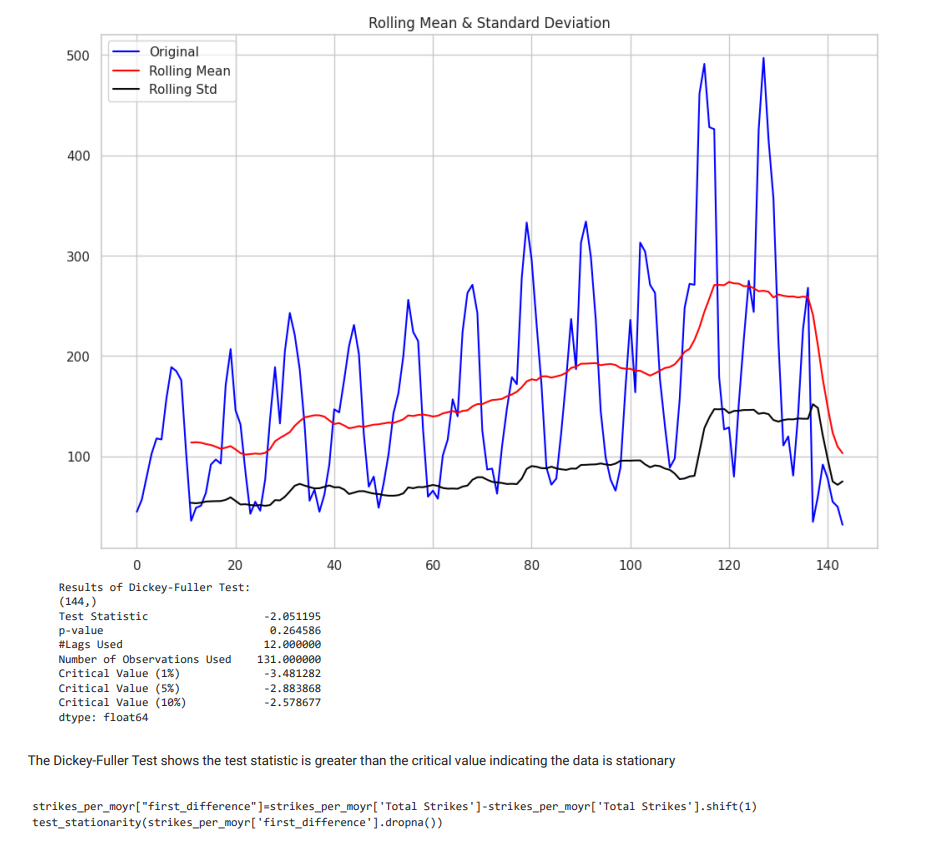 Rolling Mean & Standard Deviation
500
400
300
200
100
Original
Rolling Mean
Rolling Std
0 20 40 60 80 100 120 140
Results of Dickey-Fuller Test:
(144,)
Test Statistic -2.051195
p-value 0.264586
#Lags Used 12.000000
Number of Observations Used 131.000000
Critical Value (1%) -3.481282
Critical Value (5%) -2.883868
Critical Value (10%) -2.578677
dtype: float64
The Dickey-Fuller Test shows the test statistic is greater than the critical value indicating the data is stationary
strikes_per_moyr["first_difference"]=strikes_per_moyr['Total Strikes']-strikes_per_moyr['Total Strikes'].shift(1)
test_stationarity(strikes_per_moyr['first_difference'].dropna())